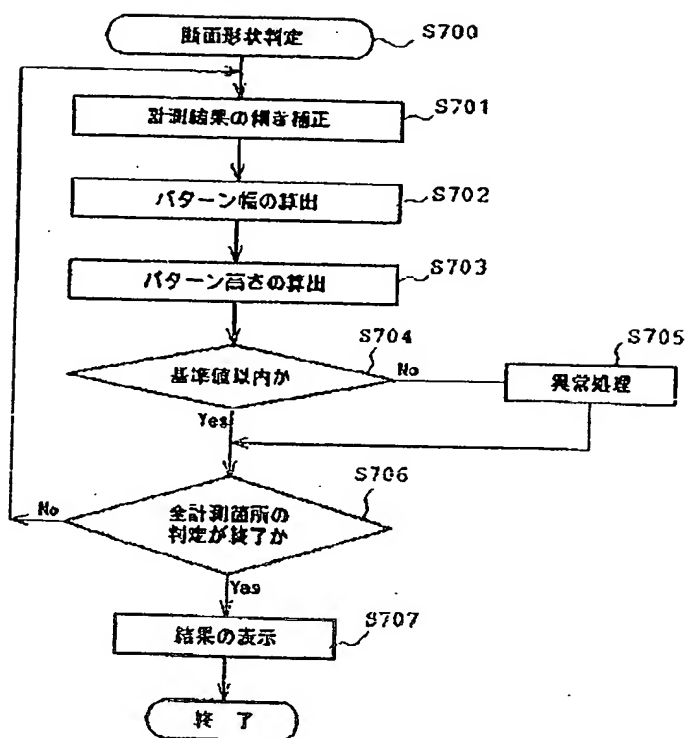 断面形状判定
S700
計測結果の傾き補正
S701
パターン幅の算出
S702
パターン高さの算出
S703
S704
基準値以内か
No
S705
異常処理
Yes
S706
全計測箇所の
判定が終了か
No
Yes
結果の表示
S707
終 了